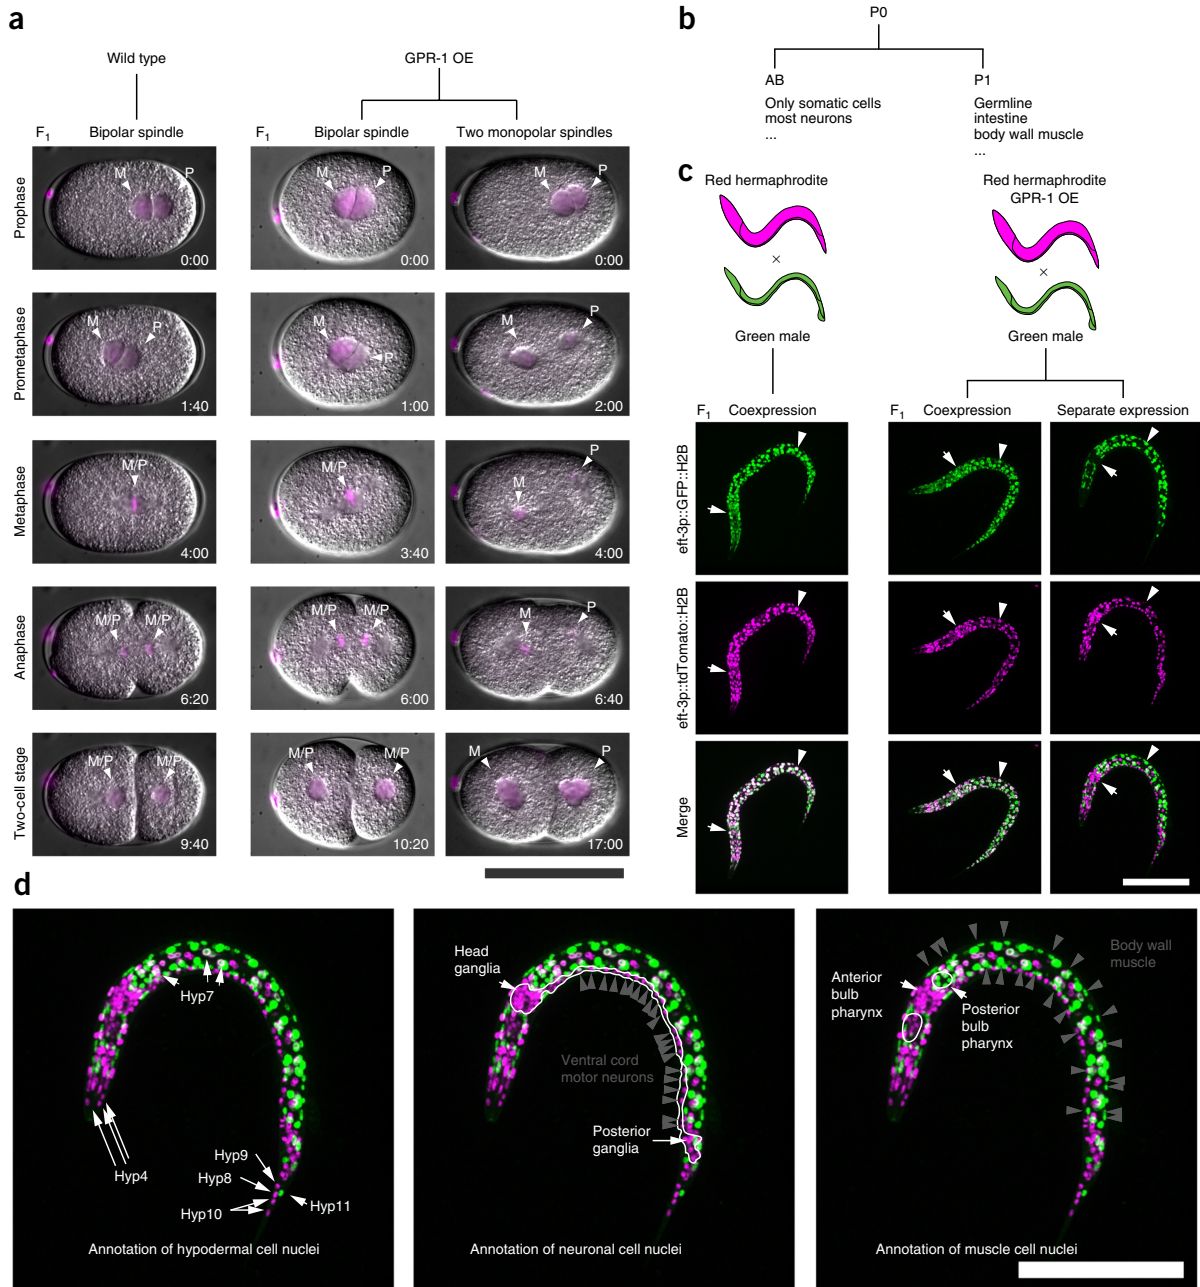 a
Wild type
GPR-1 OE
F1 Bipolar spindle
F1 Bipolar spindle
Two monopolar spindles
Prophase
M
P
0:00
M
P
0:00
M
P
0:00
Prometaphase
M
P
1:40
M
P
1:00
M
P
2:00
Metaphase
M/P
4:00
M/P
3:40
M
P
4:00
Anaphase
M/P M/P
6:20
M/P M/P
6:00
M
P
6:40
Two-cell stage
M/P M/P
9:40
M/P M/P
10:20
M P
17:00
b
P0
AB
Only somatic cells
most neurons
...
P1
Germline
intestine
body wall muscle
...
c
Red hermaphrodite
×
Green male
Red hermaphrodite
GPR-1 OE
×
Green male
F1 Coexpression
F1 Coexpression
Separate expression
eft-3p::GFP::H2B
eft-3p::tdTomato::H2B
Merge
d
Hyp7
Hyp4
Hyp9
Hyp8
Hyp10
Hyp11
Annotation of hypodermal cell nuclei
Head
ganglia
Ventral cord
motor neurons
Posterior
ganglia
Annotation of neuronal cell nuclei
Body wall
muscle
Anterior
bulb
pharynx
Posterior
bulb
pharynx
Annotation of muscle cell nuclei